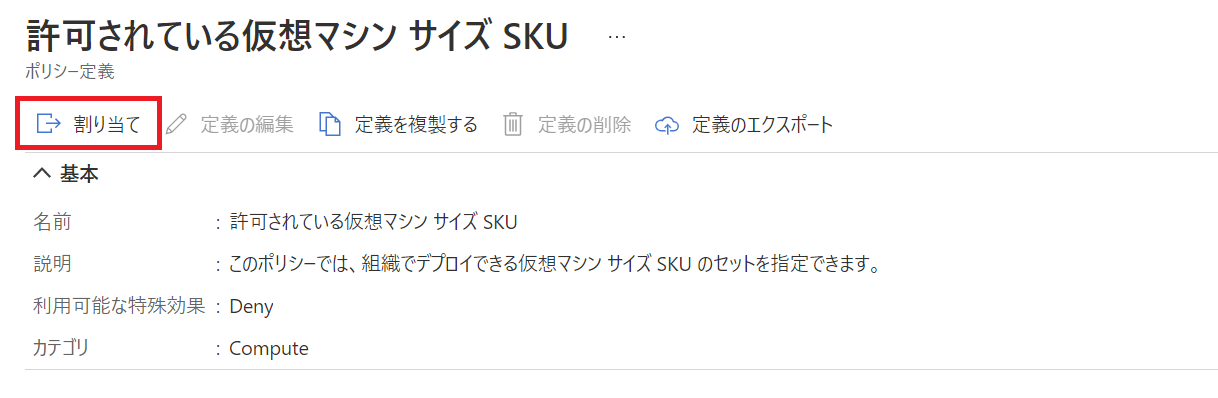 許可されている仮想マシン サイズ SKU …
ポリシー定義
割り当て 定義の編集 定義を複製する 定義の削除 定義のエクスポート
基本
名前 : 許可されている仮想マシン サイズ SKU
説明 : このポリシーでは、組織でデプロイできる仮想マシン サイズ SKU のセットを指定できます。
利用可能な特殊効果 : Deny
カテゴリ : Compute